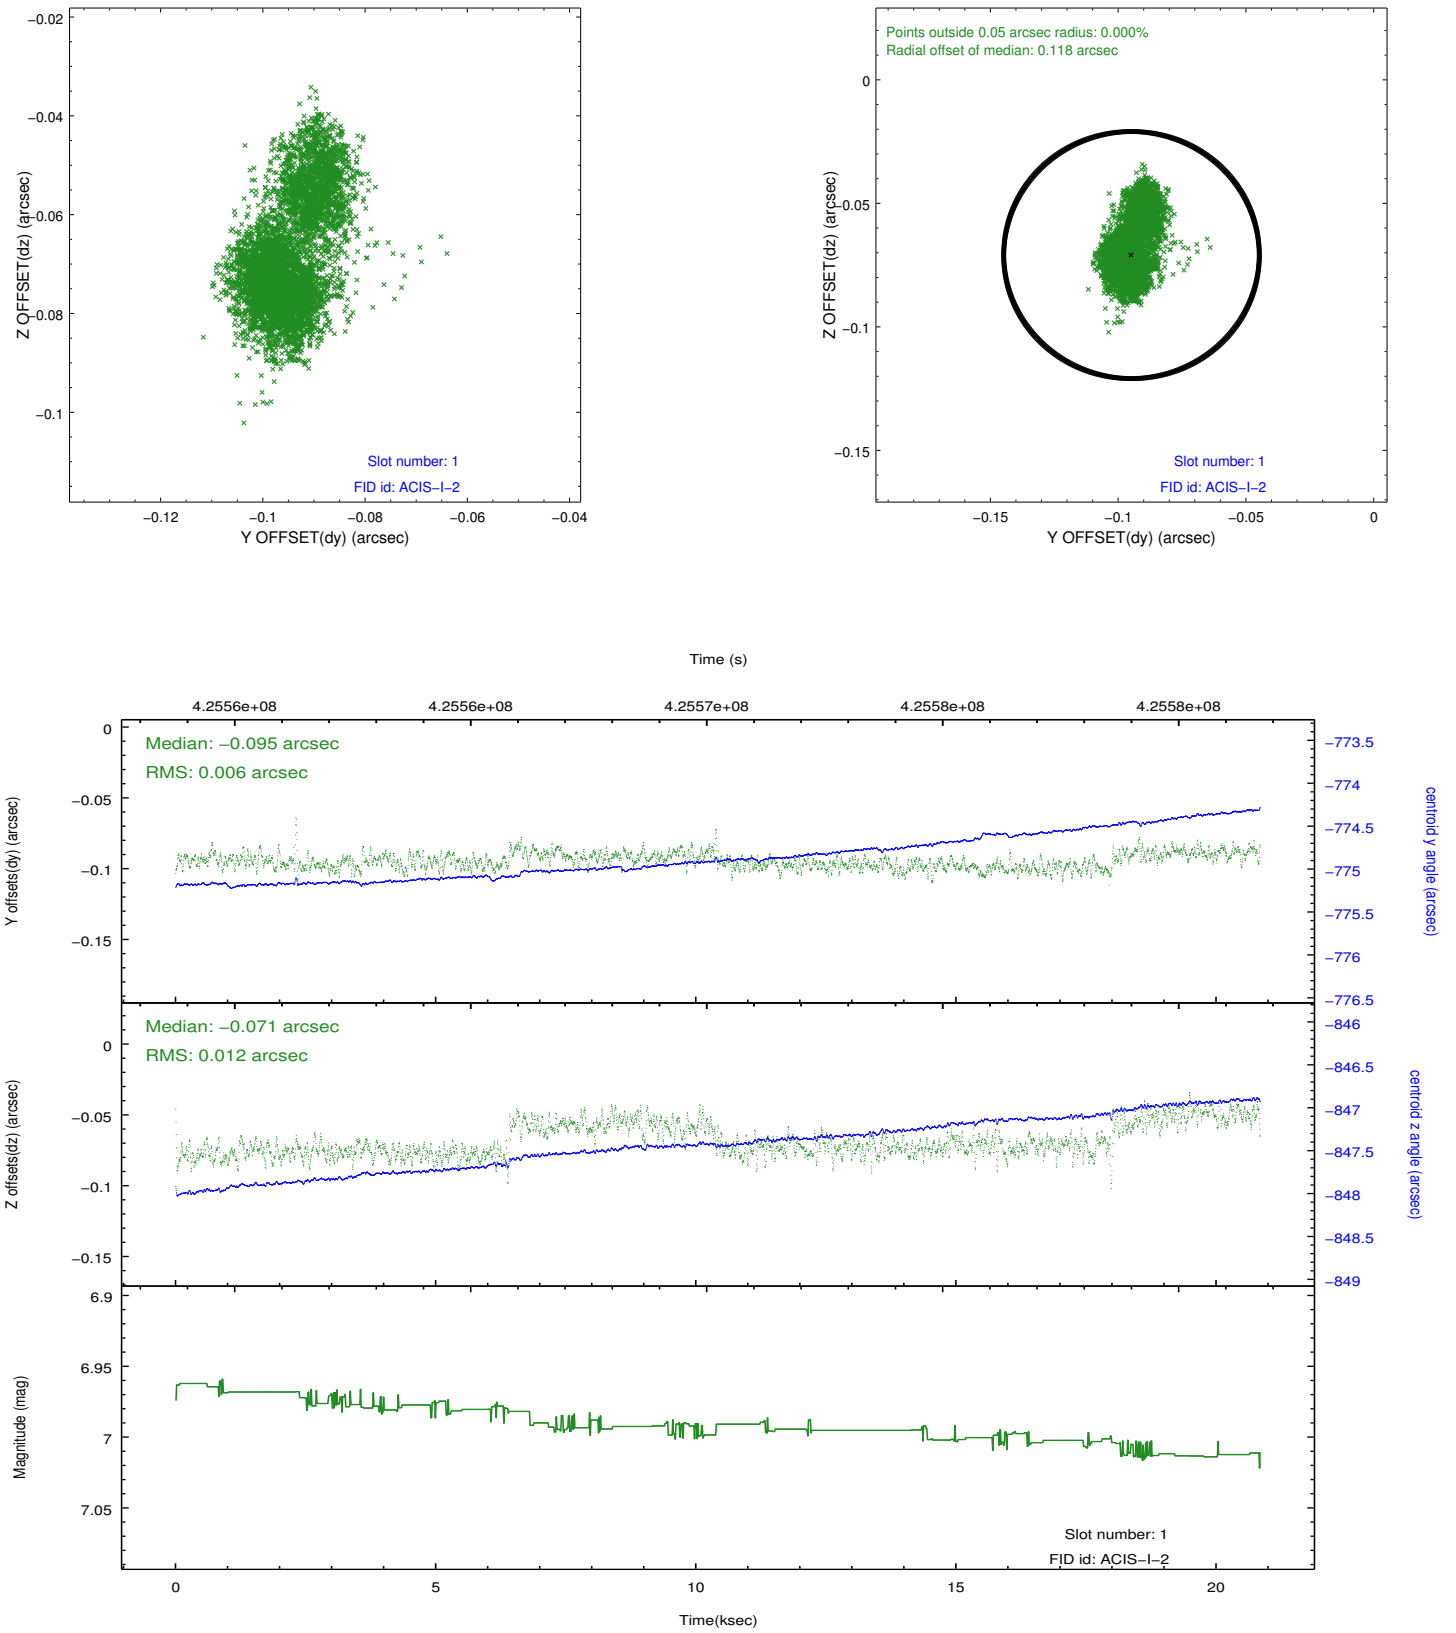 −0.02
−0.04
−0.06
−0.08
−0.1
Z OFFSET(dz) (arcsec)
Slot number: 1
FID id: ACIS−I−2
−0.12
−0.1
−0.08
−0.06
−0.04
Y OFFSET(dy) (arcsec)
Points outside 0.05 arcsec radius: 0.000%
Radial offset of median: 0.118 arcsec
0
−0.05
−0.1
−0.15
Z OFFSET(dz) (arcsec)
Slot number: 1
FID id: ACIS−I−2
−0.15
−0.1
−0.05
0
Y OFFSET(dy) (arcsec)
Time (s)
4.2556e+08
4.2556e+08
4.2557e+08
4.2558e+08
4.2558e+08
Median: −0.095 arcsec
RMS: 0.006 arcsec
0
−0.05
−0.1
−0.15
Y offsets(dy) (arcsec)
−773.5
−774
−774.5
−775
−775.5
−776
−776.5
centroid y angle (arcsec)
Median: −0.071 arcsec
RMS: 0.012 arcsec
0
−0.05
−0.1
−0.15
Z offsets(dz) (arcsec)
−846
−846.5
−847
−847.5
−848
−848.5
−849
centroid z angle (arcsec)
6.9
6.95
7
7.05
Magnitude (mag)
Slot number: 1
FID id: ACIS−I−2
0
5
10
15
20
Time(ksec)